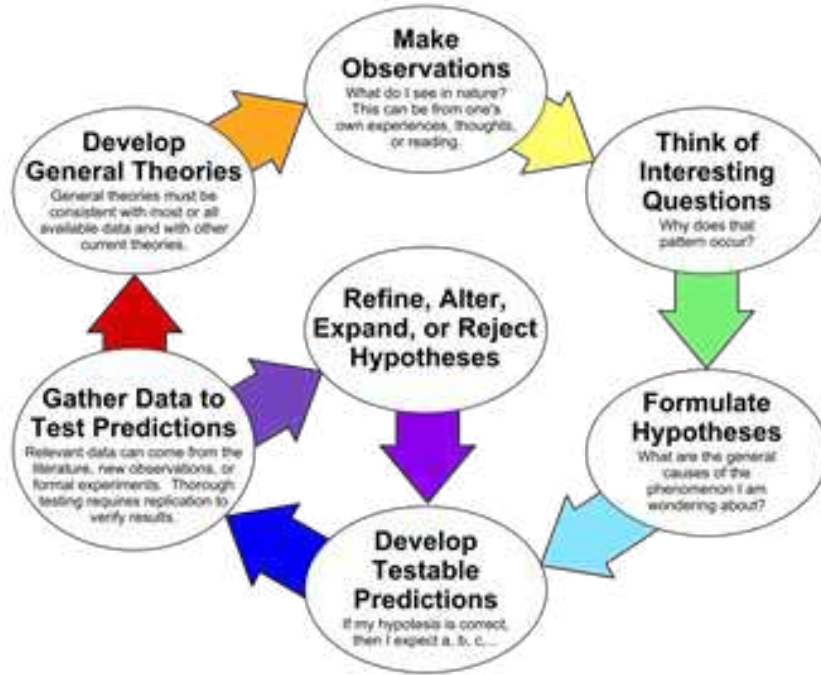 Make
Observations
What do I see in nature?
This can be from one's
own experiences, thoughts,
or reading.
Think of
Interesting
Questions
Why does that
pattern occur?
Formulate
Hypotheses
What are the general
causes of the
phenomenon I am
wondering about?
Develop
Testable
Predictions
If my hypotesis is correct,
then I expect a, b, c,...
Gather Data to
Test Predictions
Relevant data can come from the
literature, new observations, or
formal experiments. Thorough
testing requires replication to
verify results.
Refine, Alter,
Expand, or Reject
Hypotheses
Develop
General Theories
General theories must be
consistent with most or all
available data and with other
current theories.